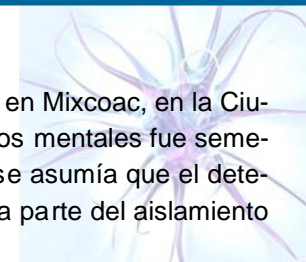 en Mixcoac, en la Ciu-
os mentales fue seme-
se asumía que el dete-
a parte del aislamiento